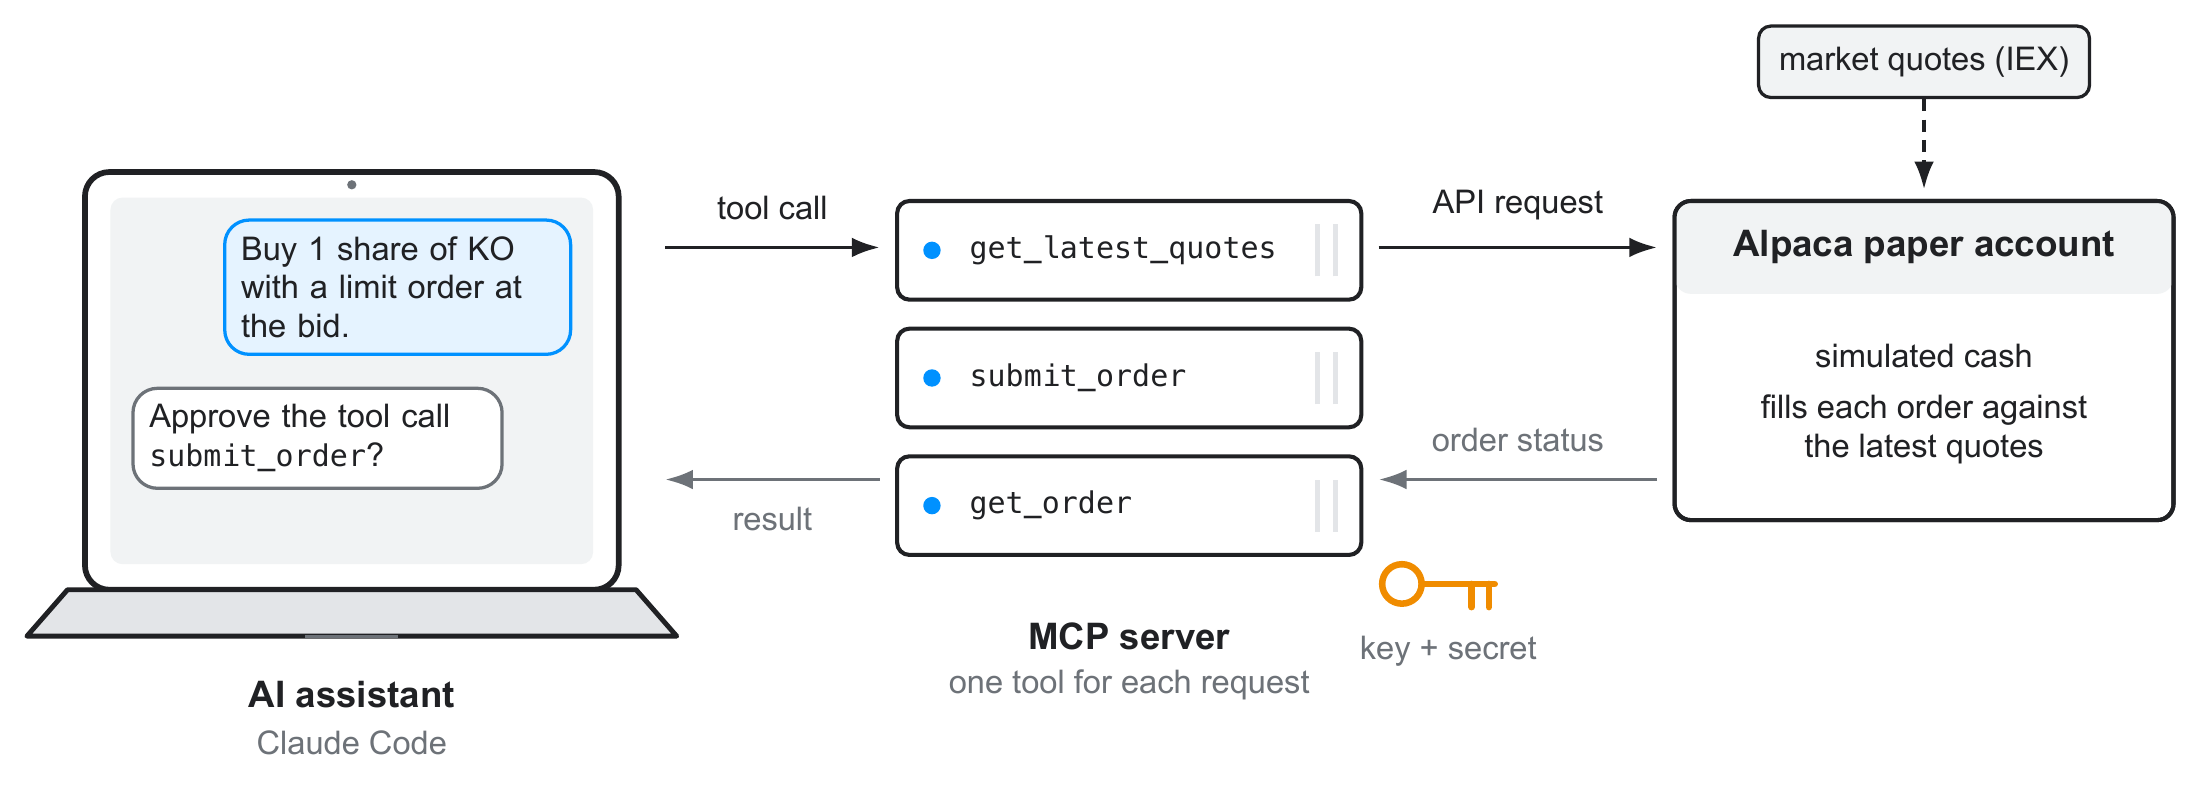 market quotes (IEX)
Buy 1 share of KO
with a limit order at
the bid.
Approve the tool call
submit_order?
AI assistant
Claude Code
tool call
result
get_latest_quotes
submit_order
get_order
MCP server
one tool for each request
API request
order status
key + secret
Alpaca paper account
simulated cash
fills each order against
the latest quotes